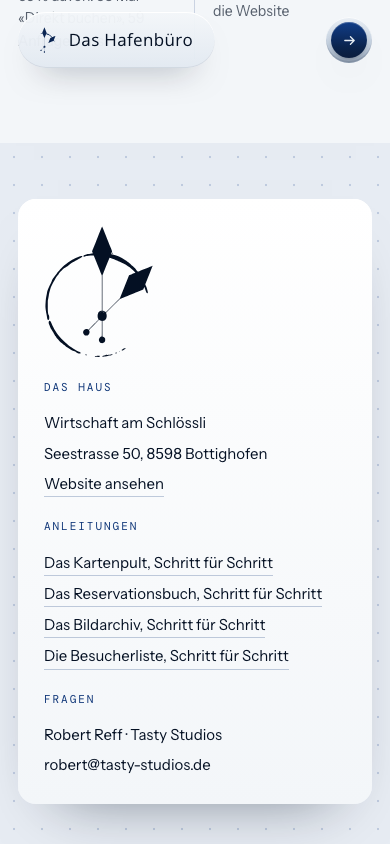 die Website
Das Hafenbüro
DAS HAUS
Wirtschaft am Schlössli
Seestrasse 50, 8598 Bottighofen
Website ansehen
ANLEITUNGEN
Das Kartenpult, Schritt für Schritt
Das Reservationsbuch, Schritt für Schritt
Das Bildarchiv, Schritt für Schritt
Die Besucherliste, Schritt für Schritt
FRAGEN
Robert Reff · Tasty Studios
robert@tasty-studios.de